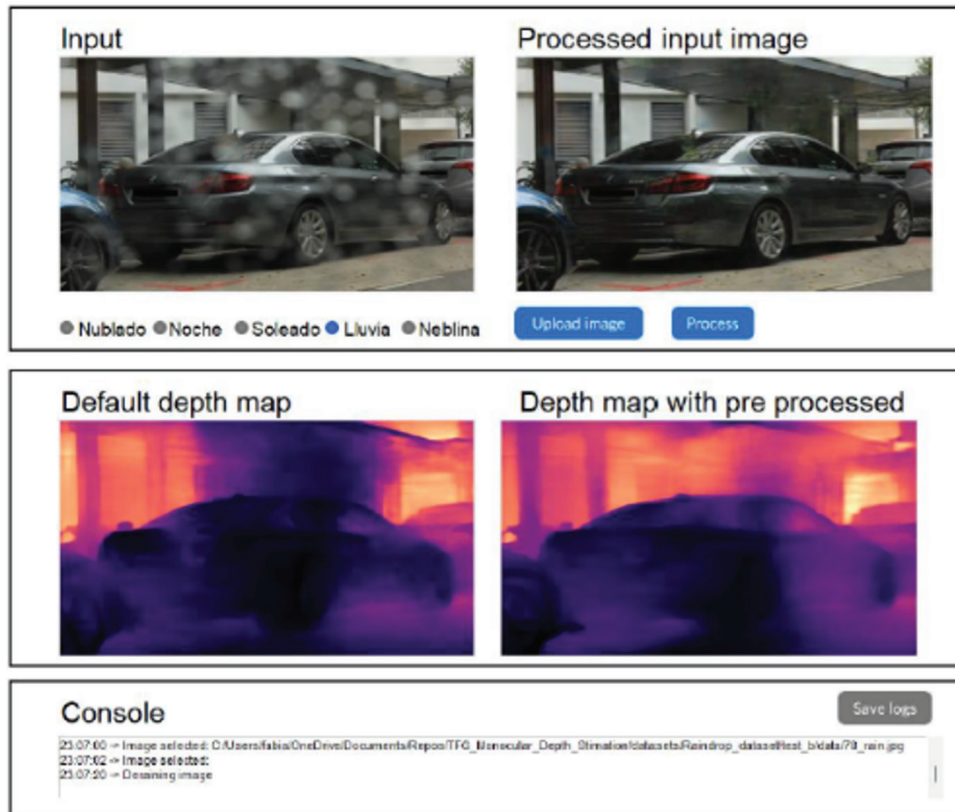 Input
Processed input image
Nublado Noche Soleado Lluvia Neblina
Upload image
Process
Default depth map
Depth map with pre processed
Console
Save logs
23:07:00 -> Image selected: C:/Users/fabia/OneDrive/Documents/Repos/TFG_Monocular_Depth_Stimation/datasets/Raindrop_dataset/test_b/data/79_rain.jpg
23:07:02 -> Image selected:
23:07:20 -> Deraining image